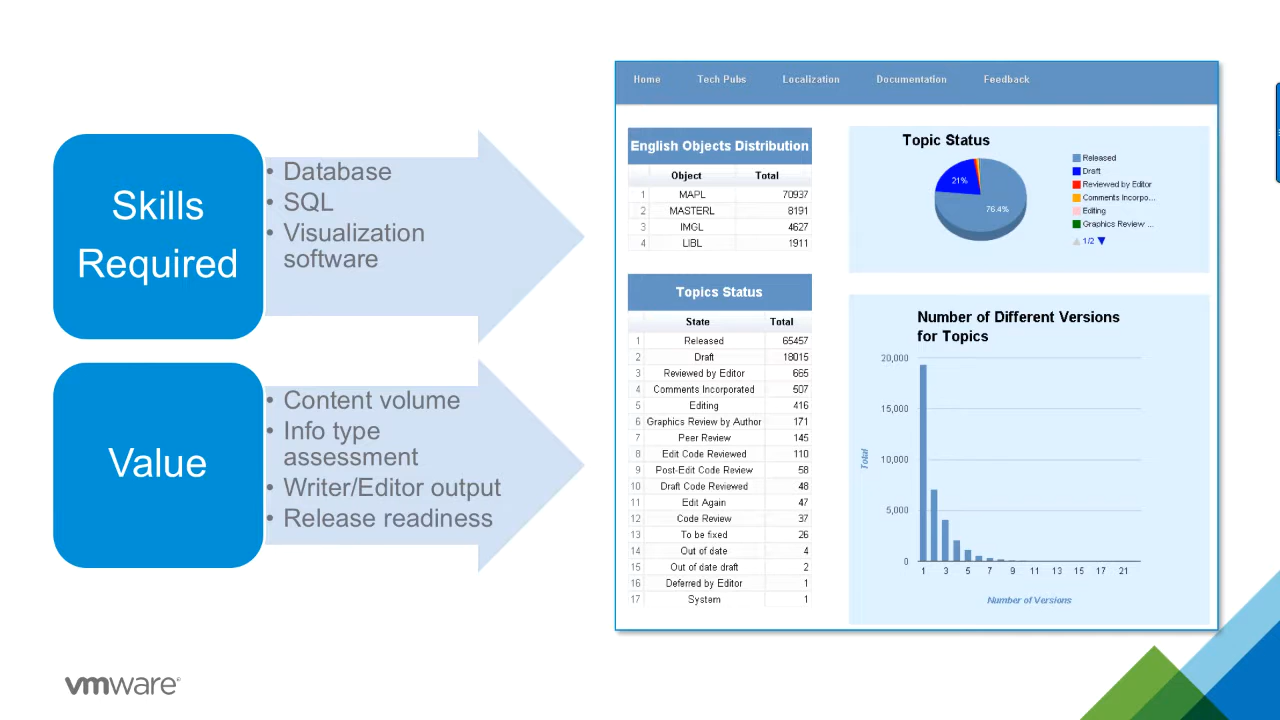 Skills
Required
• Database
• SQL
• Visualization
software
Value
• Content volume
• Info type
assessment
• Writer/Editor output
• Release readiness
Home Tech Pubs Localization Documentation Feedback
English Objects Distribution
Object Total
1 MAPL 70937
2 MASTERL 8191
3 IMGL 4627
4 LIBL 1911
Topics Status
State Total
1 Released 65457
2 Draft 18015
3 Reviewed by Editor 665
4 Comments Incorporated 507
5 Editing 416
6 Graphics Review by Author 171
7 Peer Review 145
8 Edit Code Reviewed 110
9 Post-Edit Code Review 58
10 Draft Code Reviewed 48
11 Edit Again 47
12 Code Review 37
13 To be fixed 26
14 Out of date 4
15 Out of date draft 2
16 Deferred by Editor 1
17 System 1
Topic Status
21%
76.4%
Released
Draft
Reviewed by Editor
Comments Incorpo...
Editing
Graphics Review ...
1/2
Number of Different Versions
for Topics
20,000
15,000
10,000
5,000
0
Total
1 3 5 7 9 11 13 15 17 21
Number of Versions
vmware®